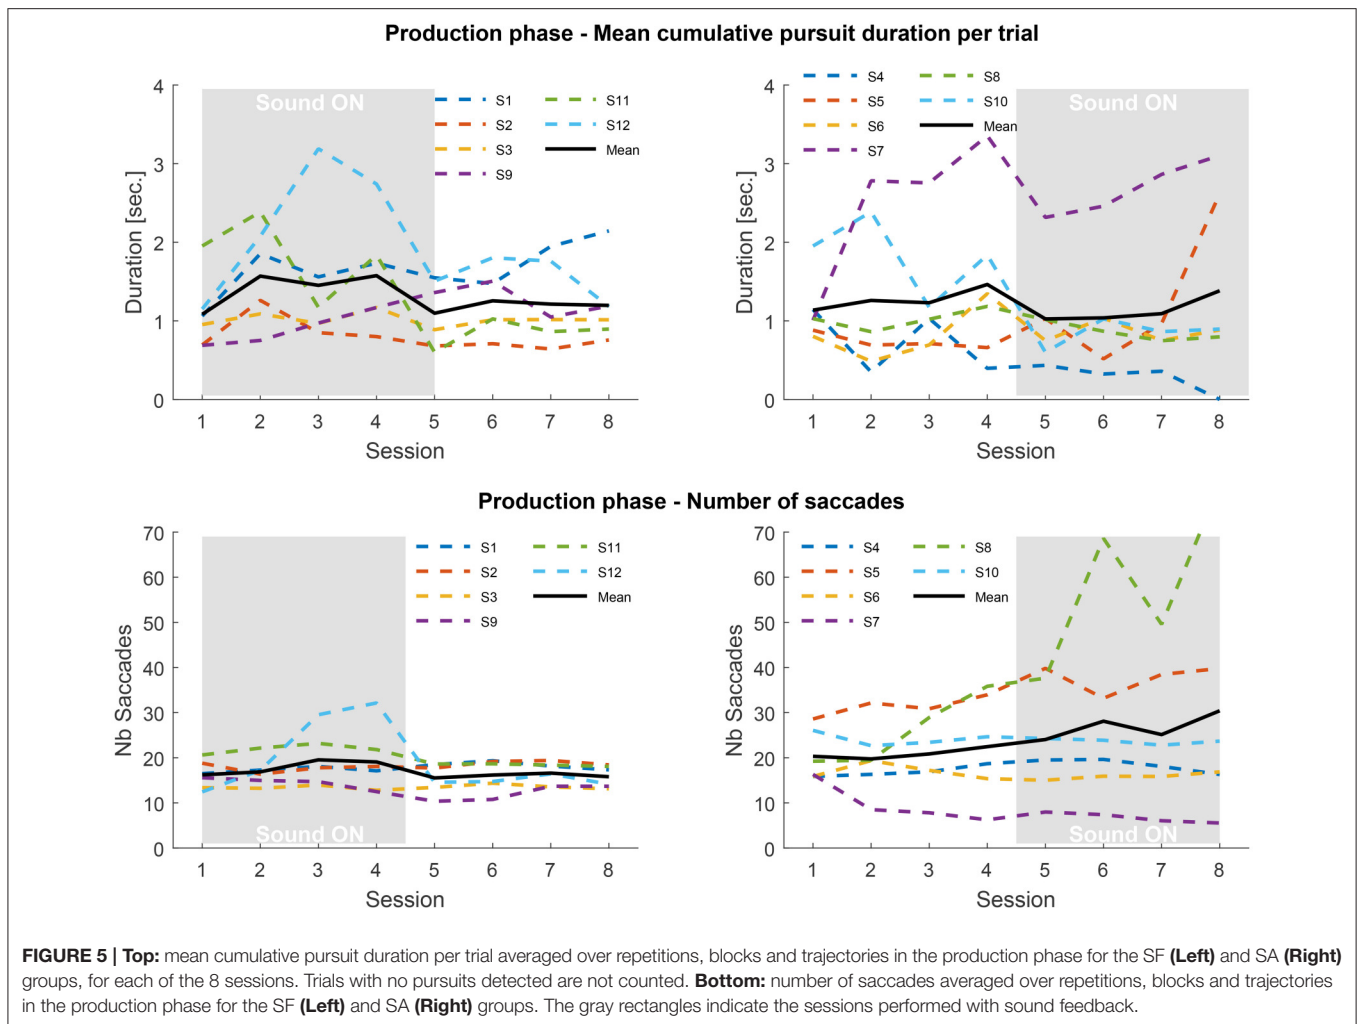 Production phase - Mean cumulative pursuit duration per trial
4
3
2
1
0
Duration [sec.]
Sound ON
S1
S2
S3
S9
S11
S12
Mean
1 2 3 4 5 6 7 8
Session
4
3
2
1
0
Duration [sec.]
S4
S5
S6
S7
S8
S10
Mean
Sound ON
1 2 3 4 5 6 7 8
Session
Production phase - Number of saccades
70
60
50
40
30
20
10
0
Nb Saccades
S1
S2
S3
S9
S11
S12
Mean
Sound ON
1 2 3 4 5 6 7 8
Session
70
60
50
40
30
20
10
0
Nb Saccades
S4
S5
S6
S7
S8
S10
Mean
Sound ON
1 2 3 4 5 6 7 8
Session
FIGURE 5 | Top: mean cumulative pursuit duration per trial averaged over repetitions, blocks and trajectories in the production phase for the SF (Left) and SA (Right)
groups, for each of the 8 sessions. Trials with no pursuits detected are not counted. Bottom: number of saccades averaged over repetitions, blocks and trajectories
in the production phase for the SF (Left) and SA (Right) groups. The gray rectangles indicate the sessions performed with sound feedback.